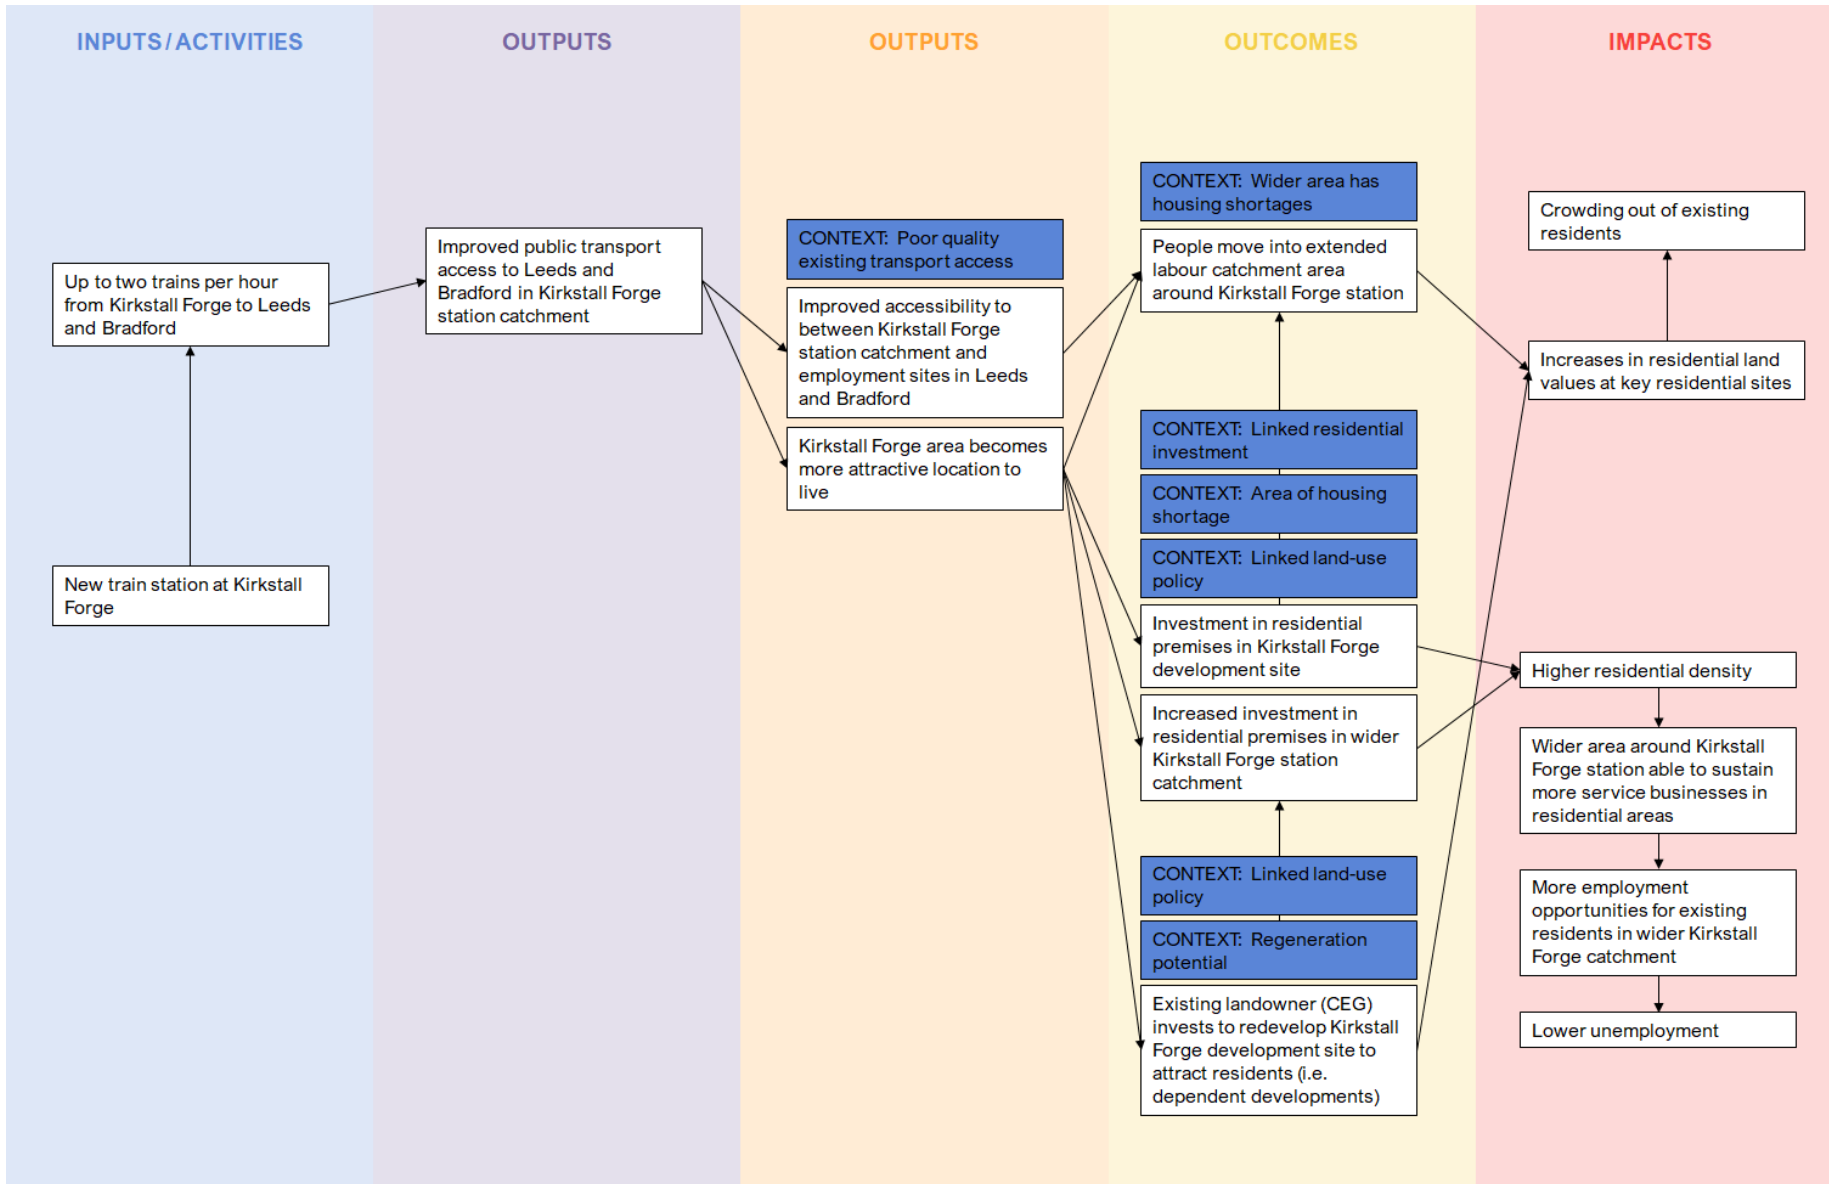 INPUTS / ACTIVITIES
OUTPUTS
OUTPUTS
OUTCOMES
IMPACTS
Up to two trains per hour
from Kirkstall Forge to Leeds
and Bradford
New train station at Kirkstall
Forge
Improved public transport
access to Leeds and
Bradford in Kirkstall Forge
station catchment
CONTEXT: Poor quality
existing transport access
Improved accessibility to
between Kirkstall Forge
station catchment and
employment sites in Leeds
and Bradford
Kirkstall Forge area becomes
more attractive location to
live
CONTEXT: Wider area has
housing shortages
People move into extended
labour catchment area
around Kirkstall Forge station
CONTEXT: Linked residential
investment
CONTEXT: Area of housing
shortage
CONTEXT: Linked land-use
policy
Investment in residential
premises in Kirkstall Forge
development site
Increased investment in
residential premises in wider
Kirkstall Forge station
catchment
CONTEXT: Linked land-use
policy
CONTEXT: Regeneration
potential
Existing landowner (CEG)
invests to redevelop Kirkstall
Forge development site to
attract residents (i.e.
dependent developments)
Crowding out of existing
residents
Increases in residential land
values at key residential sites
Higher residential density
Wider area around Kirkstall
Forge station able to sustain
more service businesses in
residential areas
More employment
opportunities for existing
residents in wider Kirkstall
Forge catchment
Lower unemployment